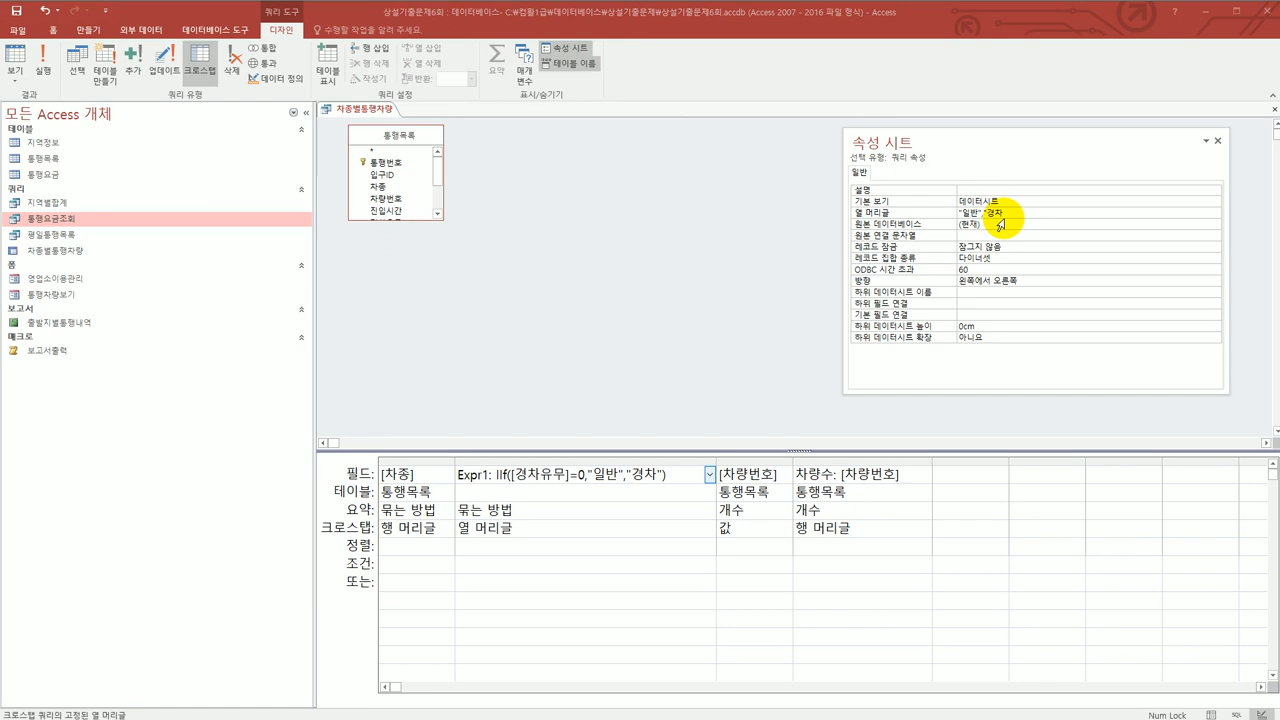 쿼리 도구
상설기출문제6회 : 데이터베이스- C:₩컴활1급₩데이터베이스₩상설기출문제₩상설기출문제6회.accdb (Access 2007 - 2016 파일 형식) - Access
파일 홈 만들기 외부 데이터 데이터베이스 도구 디자인 수행할 작업을 알려 주세요.
보기 실행 선택 테이블 만들기 추가 업데이트 크로스탭 삭제
통합
통과
데이터 정의
테이블 표시
행 삽입
행 삭제
작성기
열 삽입
열 삭제
반환:
요약
매개 변수
속성 시트
테이블 이름
결과 쿼리 유형 쿼리 설정 표시/숨기기
모든 Access 개체
테이블
지역정보
통행목록
통행요금
쿼리
지역별합계
통행요금조회
평일통행목록
차종별통행차량
폼
영업소이용관리
통행차량보기
보고서
출발지별통행내역
매크로
보고서출력
차종별통행차량
통행목록
*
통행번호
입구ID
차종
차량번호
진입시간
속성 시트
선택 유형: 쿼리 속성
일반
설명
기본 보기 데이터시트
열 머리글 "일반","경차
원본 데이터베이스 (현재)
원본 연결 문자열
레코드 잠금 잠그지 않음
레코드 집합 종류 다이너셋
ODBC 시간 초과 60
방향 왼쪽에서 오른쪽
하위 데이터시트 이름
하위 필드 연결
기본 필드 연결
하위 데이터시트 높이 0cm
하위 데이터시트 확장 아니요
필드: [차종] Expr1: IIf([경차유무]=0,"일반","경차") [차량번호] 차량수: [차량번호]
테이블: 통행목록 통행목록 통행목록
요약: 묶는 방법 묶는 방법 개수 개수
크로스탭: 행 머리글 열 머리글 값 행 머리글
정렬:
조건:
또는:
크로스탭 쿼리의 고정된 열 머리글
Num Lock
SQL